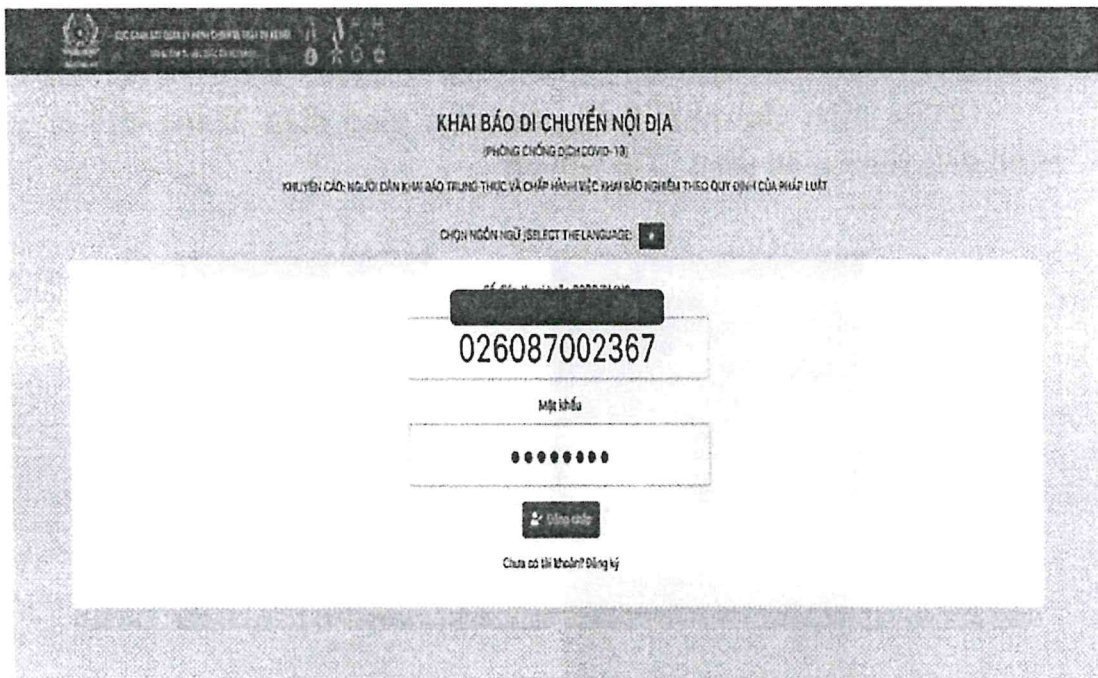 KHAI BÁO DI CHUYỂN NỘI ĐỊA
(PHÒNG CHỐNG DỊCH COVID-19)
KHUYẾN CÁO: NGƯỜI DÂN KHAI BÁO TRUNG THỰC VÀ CHẤP HÀNH VIỆC KHAI BÁO NGHIÊM THEO QUY ĐỊNH CỦA PHÁP LUẬT
CHỌN NGÔN NGỮ (SELECT THE LANGUAGE:
026087002367
Mật khẩu
Đăng nhập
Chưa có tài khoản? Đăng ký